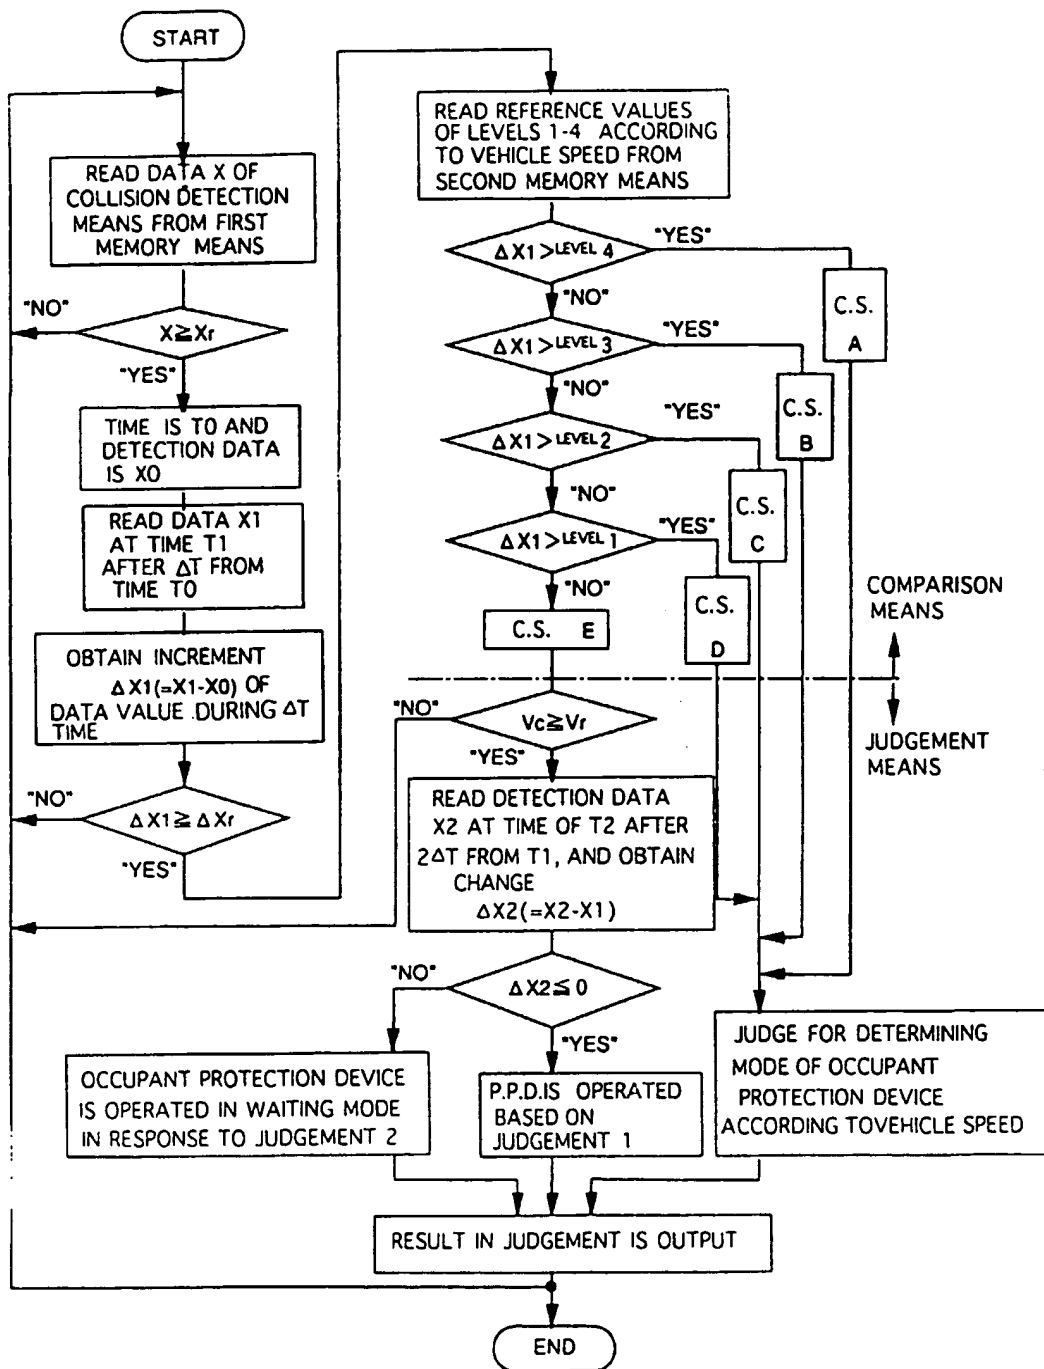 START
READ DATA X OF
COLLISION DETECTION
MEANS FROM FIRST
MEMORY MEANS
"NO"
X≧Xr
"YES"
TIME IS TO AND
DETECTION DATA
IS XO
READ DATA X1
AT TIME T1
AFTER ΔT FROM
TIME TO
OBTAIN INCREMENT
ΔX1(=X1-X0) OF
DATA VALUE .DURING ΔT
TIME
"NO"
ΔX1≧ΔXr
"YES"
READ REFERENCE VALUES
OF LEVELS 1-4 ACCORDING
TO VEHICLE SPEED FROM
SECOND MEMORY MEANS
ΔX1>LEVEL 4
"YES"
C.S.
A
"NO"
ΔX1>LEVEL 3
"YES"
C.S.
B
"NO"
ΔX1>LEVEL 2
"YES"
C.S.
C
"NO"
ΔX1>LEVEL 1
"YES"
C.S.
D
"NO"
C.S. E
COMPARISON
MEANS
JUDGEMENT
MEANS
"NO"
Vc≧Vr
"YES"
READ DETECTION DATA
X2 AT TIME OF T2 AFTER
2ΔT FROM T1, AND OBTAIN
CHANGE
ΔX2(=X2-X1)
"NO"
ΔX2≦0
"YES"
OCCUPANT PROTECTION DEVICE
IS OPERATED IN WAITING MODE
IN RESPONSE TO JUDGEMENT 2
P.P.D.IS OPERATED
BASED ON
JUDGEMENT 1
JUDGE FOR DETERMINING
MODE OF OCCUPANT
PROTECTION DEVICE
ACCORDING TOVEHICLE SPEED
RESULT IN JUDGEMENT IS OUTPUT
END